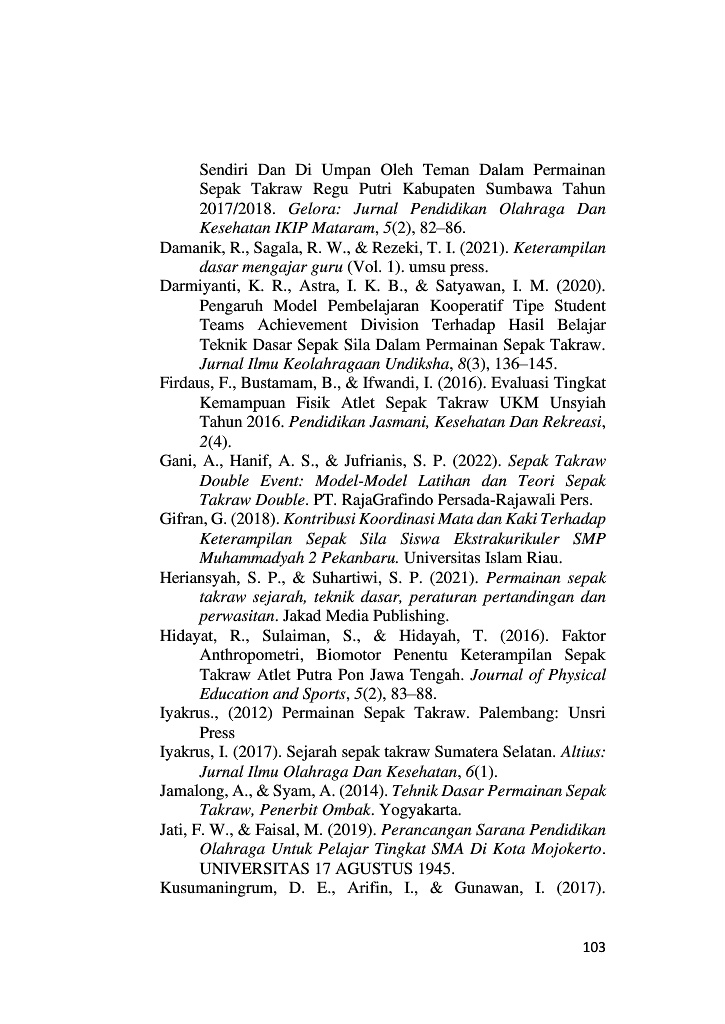 Sendiri Dan Di Umpan Oleh Teman Dalam Permainan
Sepak Takraw Regu Putri Kabupaten Sumbawa Tahun
2017/2018. Gelora: Jurnal Pendidikan Olahraga Dan
Kesehatan IKIP Mataram, 5(2), 82–86.
Damanik, R., Sagala, R. W., & Rezeki, T. I. (2021). Keterampilan
dasar mengajar guru (Vol. 1). umsu press.
Darmiyanti, K. R., Astra, I. K. B., & Satyawan, I. M. (2020).
Pengaruh Model Pembelajaran Kooperatif Tipe Student
Teams Achievement Division Terhadap Hasil Belajar
Teknik Dasar Sepak Sila Dalam Permainan Sepak Takraw.
Jurnal Ilmu Keolahragaan Undiksha, 8(3), 136–145.
Firdaus, F., Bustamam, B., & Ifwandi, I. (2016). Evaluasi Tingkat
Kemampuan Fisik Atlet Sepak Takraw UKM Unsyiah
Tahun 2016. Pendidikan Jasmani, Kesehatan Dan Rekreasi,
2(4).
Gani, A., Hanif, A. S., & Jufrianis, S. P. (2022). Sepak Takraw
Double Event: Model-Model Latihan dan Teori Sepak
Takraw Double. PT. RajaGrafindo Persada-Rajawali Pers.
Gifran, G. (2018). Kontribusi Koordinasi Mata dan Kaki Terhadap
Keterampilan Sepak Sila Siswa Ekstrakurikuler SMP
Muhammadyah 2 Pekanbaru. Universitas Islam Riau.
Heriansyah, S. P., & Suhartiwi, S. P. (2021). Permainan sepak
takraw sejarah, teknik dasar, peraturan pertandingan dan
perwasitan. Jakad Media Publishing.
Hidayat, R., Sulaiman, S., & Hidayah, T. (2016). Faktor
Anthropometri, Biomotor Penentu Keterampilan Sepak
Takraw Atlet Putra Pon Jawa Tengah. Journal of Physical
Education and Sports, 5(2), 83–88.
Iyakrus., (2012) Permainan Sepak Takraw. Palembang: Unsri
Press
Iyakrus, I. (2017). Sejarah sepak takraw Sumatera Selatan. Altius:
Jurnal Ilmu Olahraga Dan Kesehatan, 6(1).
Jamalong, A., & Syam, A. (2014). Tehnik Dasar Permainan Sepak
Takraw, Penerbit Ombak. Yogyakarta.
Jati, F. W., & Faisal, M. (2019). Perancangan Sarana Pendidikan
Olahraga Untuk Pelajar Tingkat SMA Di Kota Mojokerto.
UNIVERSITAS 17 AGUSTUS 1945.
Kusumaningrum, D. E., Arifin, I., & Gunawan, I. (2017).
103